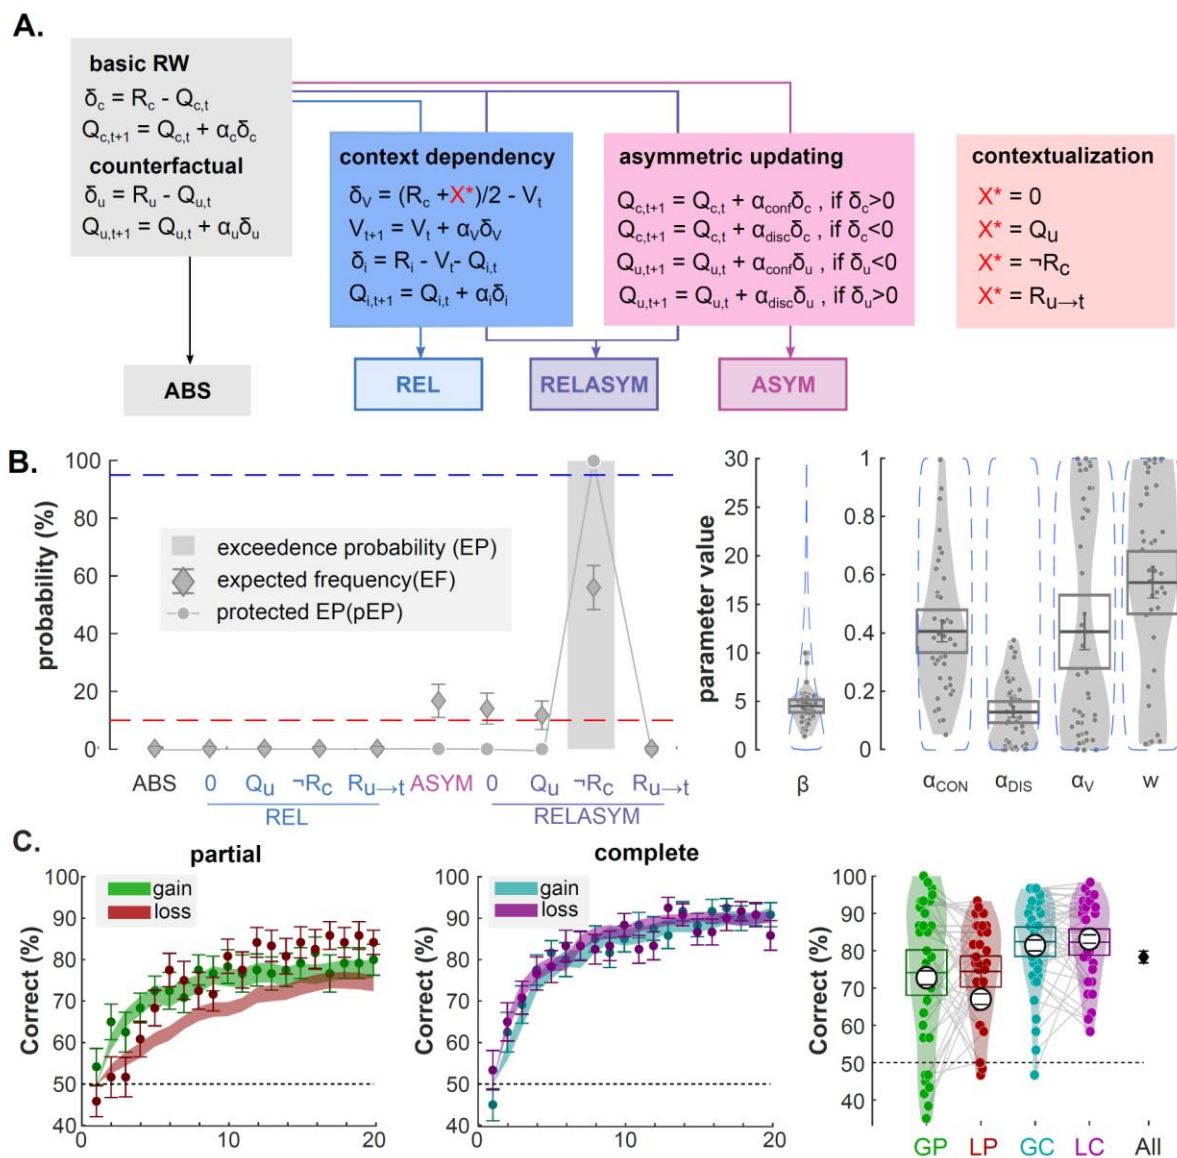 A.
basic RW
δc = Rc - Qc,t
Qc,t+1 = Qc,t + αcδc
counterfactual
δu = Ru - Qu,t
Qu,t+1 = Qu,t + αuδu
context dependency
δV = (Rc +X*)/2 - Vt
Vt+1 = Vt + αVδV
δi = Ri - Vt- Qi,t
Qi,t+1 = Qi,t + αiδi
asymmetric updating
Qc,t+1 = Qc,t + αconfδc , if δc>0
Qc,t+1 = Qc,t + αdiscδc , if δc<0
Qu,t+1 = Qu,t + αconfδu , if δu<0
Qu,t+1 = Qu,t + αdiscδu , if δu>0
contextualization
X* = 0
X* = Qu
X* = ¬Rc
X* = Ru→t
ABS
REL
RELASYM
ASYM
B.
probability (%)
100
80
60
40
20
0
exceedence probability (EP)
expected frequency(EF)
protected EP(pEP)
ABS 0 Qu ¬Rc Ru→t ASYM 0 Qu ¬Rc Ru→t
REL RELASYM
parameter value
30
25
20
15
10
5
0
β
1
0.8
0.6
0.4
0.2
0
αCON αDIS αV w
C.
partial
gain
loss
Correct (%)
100
90
80
70
60
50
40
0 10 20
complete
gain
loss
Correct (%)
100
90
80
70
60
50
40
0 10 20
Correct (%)
100
90
80
70
60
50
40
GP LP GC LC All